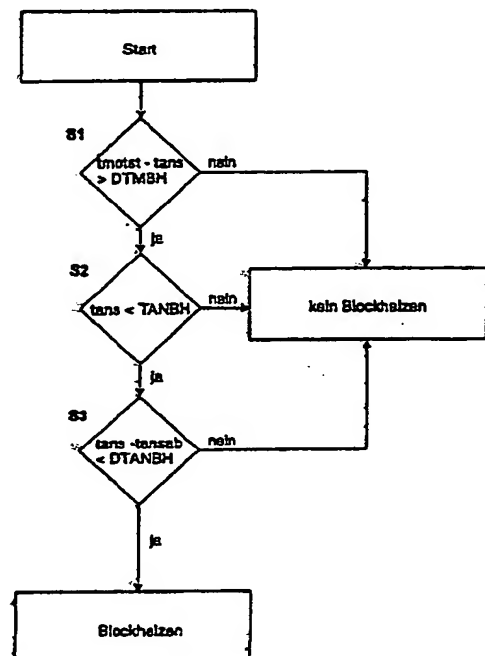 Start
S1
tmotst - tans
> DTMBH
nein
ja
S2
tans < TANBH
nein
kein Blockheizen
ja
S3
tans -tansab
< DTANBH
nein
ja
Blockheizen